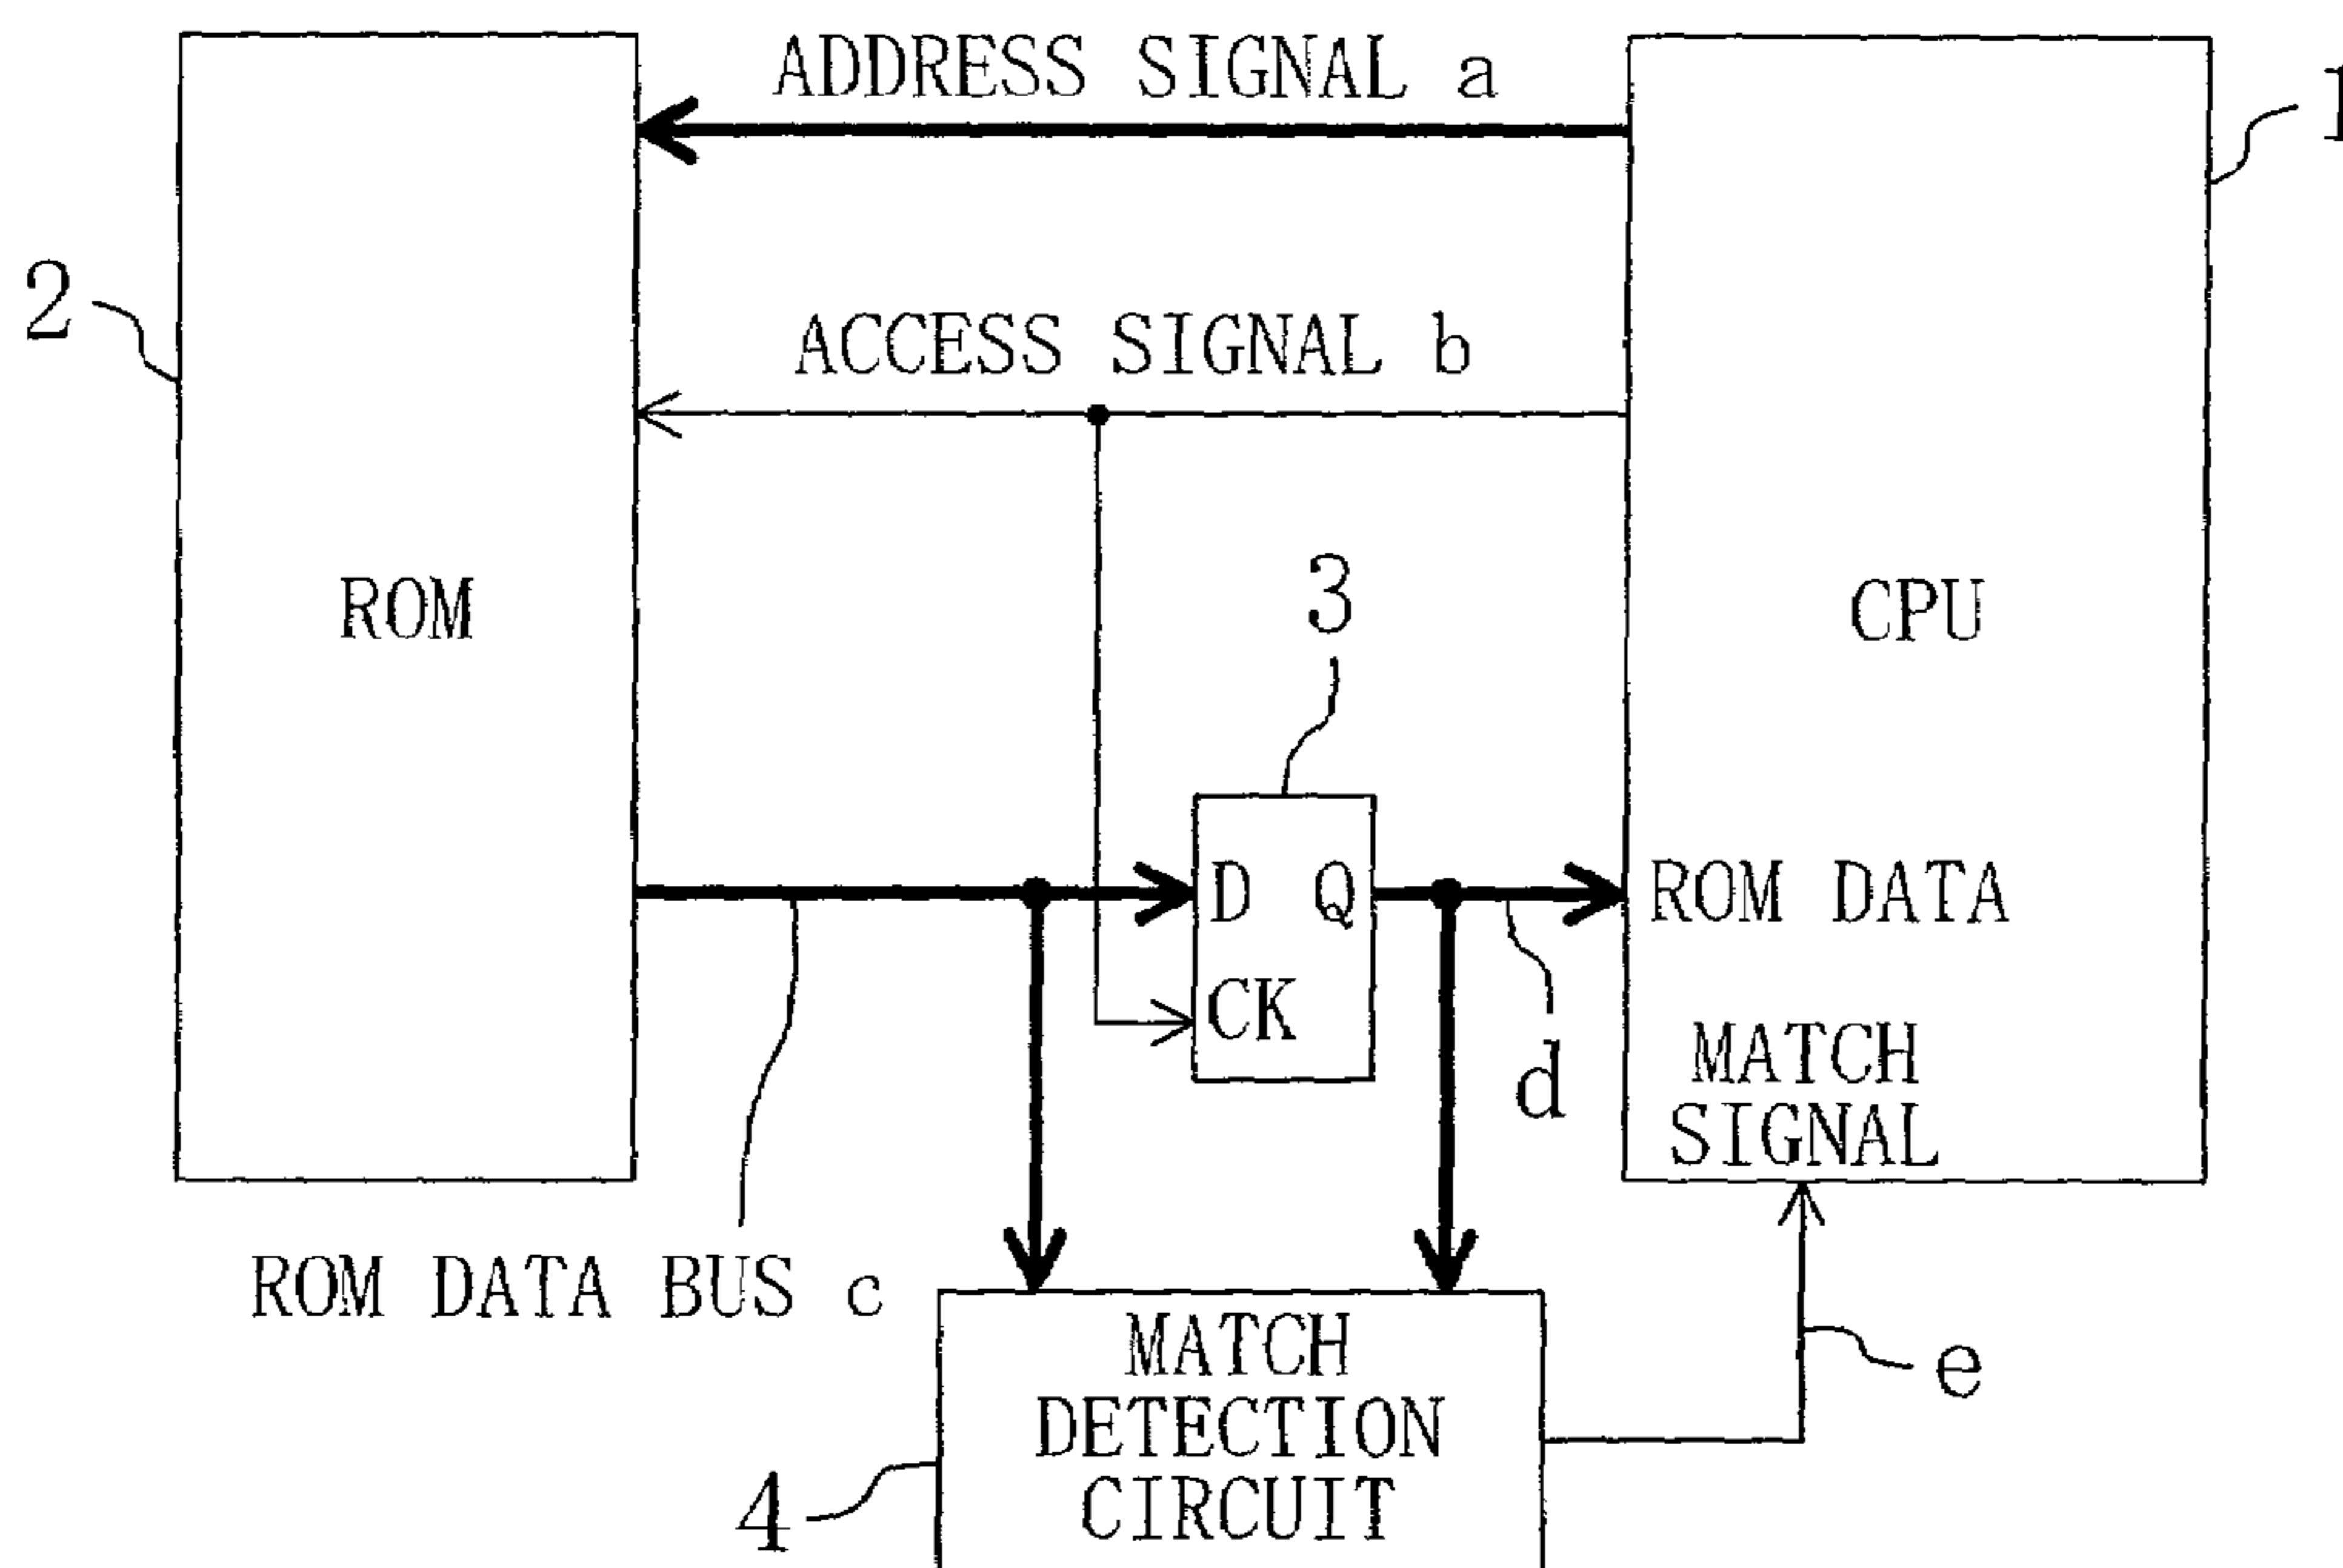 ADDRESS SIGNAL a
1
2
ACCESS SIGNAL b
3
ROM
CPU
D Q
ROM DATA
CK
MATCH
SIGNAL
d
ROM DATA BUS c
MATCH
DETECTION
CIRCUIT
e
4